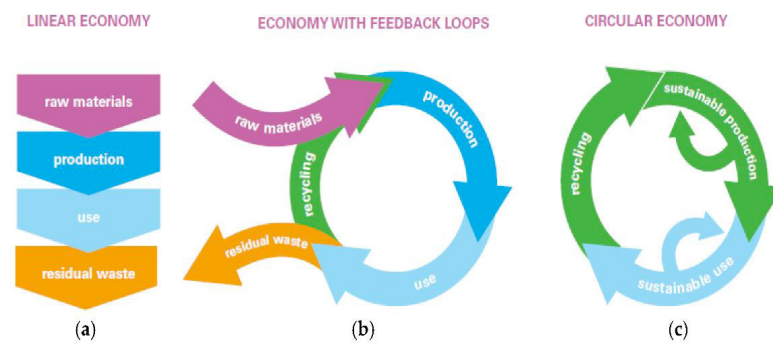 LINEAR ECONOMY
raw materials
production
use
residual waste
(a)
ECONOMY WITH FEEDBACK LOOPS
raw materials
production
recycling
residual waste
use
(b)
CIRCULAR ECONOMY
sustainable production
recycling
sustainable use
(c)